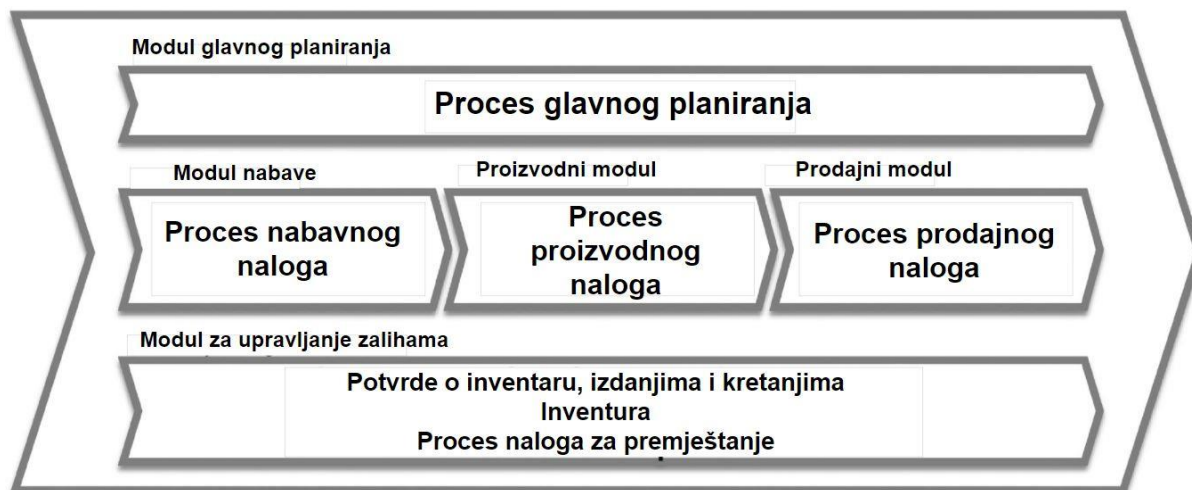 Modul glavnog planiranja
Proces glavnog planiranja
Modul nabave
Proizvodni modul
Prodajni modul
Proces nabavnog
naloga
Proces
proizvodnog
naloga
Proces prodajnog
naloga
Modul za upravljanje zalihama
Potvrde o inventaru, izdanjima i kretanjima
Inventura
Proces naloga za premještanje